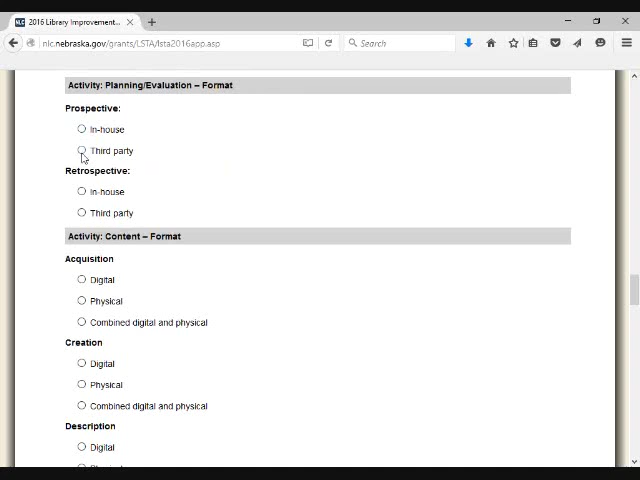 NLC 2016 Library Improvement...
nlc.nebraska.gov/grants/LSTA/lsta2016app.asp
Search
Activity: Planning/Evaluation – Format
Prospective:
In-house
Third party
Retrospective:
In-house
Third party
Activity: Content – Format
Acquisition
Digital
Physical
Combined digital and physical
Creation
Digital
Physical
Combined digital and physical
Description
Digital